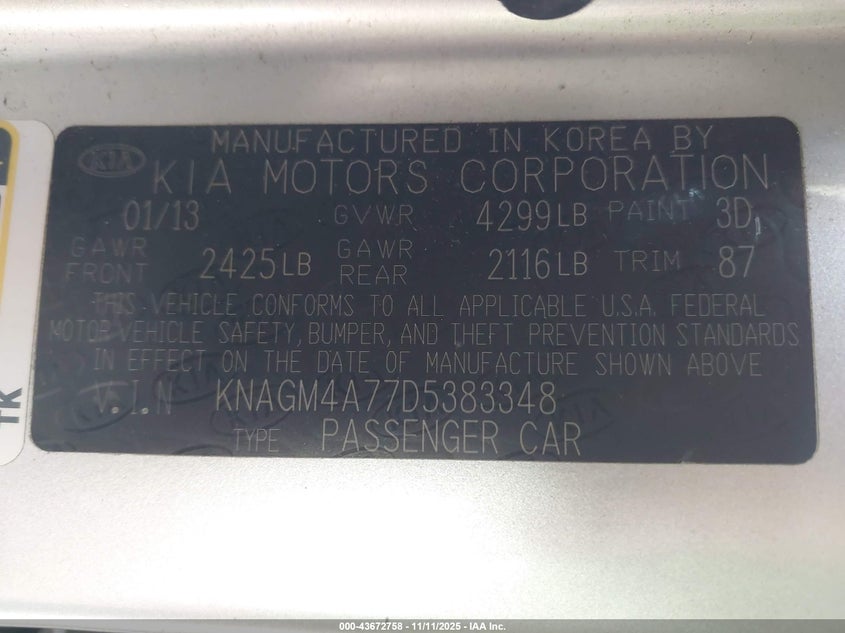 MANUFACTURED IN KOREA BY
KIA KIA MOTORS CORPORATION
01/13 GVWR 4299LB PAINT 3D
GAWR FRONT 2425LB GAWR REAR 2116LB TRIM 87
THIS VEHICLE CONFORMS TO ALL APPLICABLE U.S.A. FEDERAL
MOTOR VEHICLE SAFETY, BUMPER, AND THEFT PREVENTION STANDARDS
IN EFFECT ON THE DATE OF MANUFACTURE SHOWN ABOVE
V.I.N KNAGM4A77D5383348
TYPE PASSENGER CAR
TK
000-43672758 - 11/11/2025 - IAA Inc.